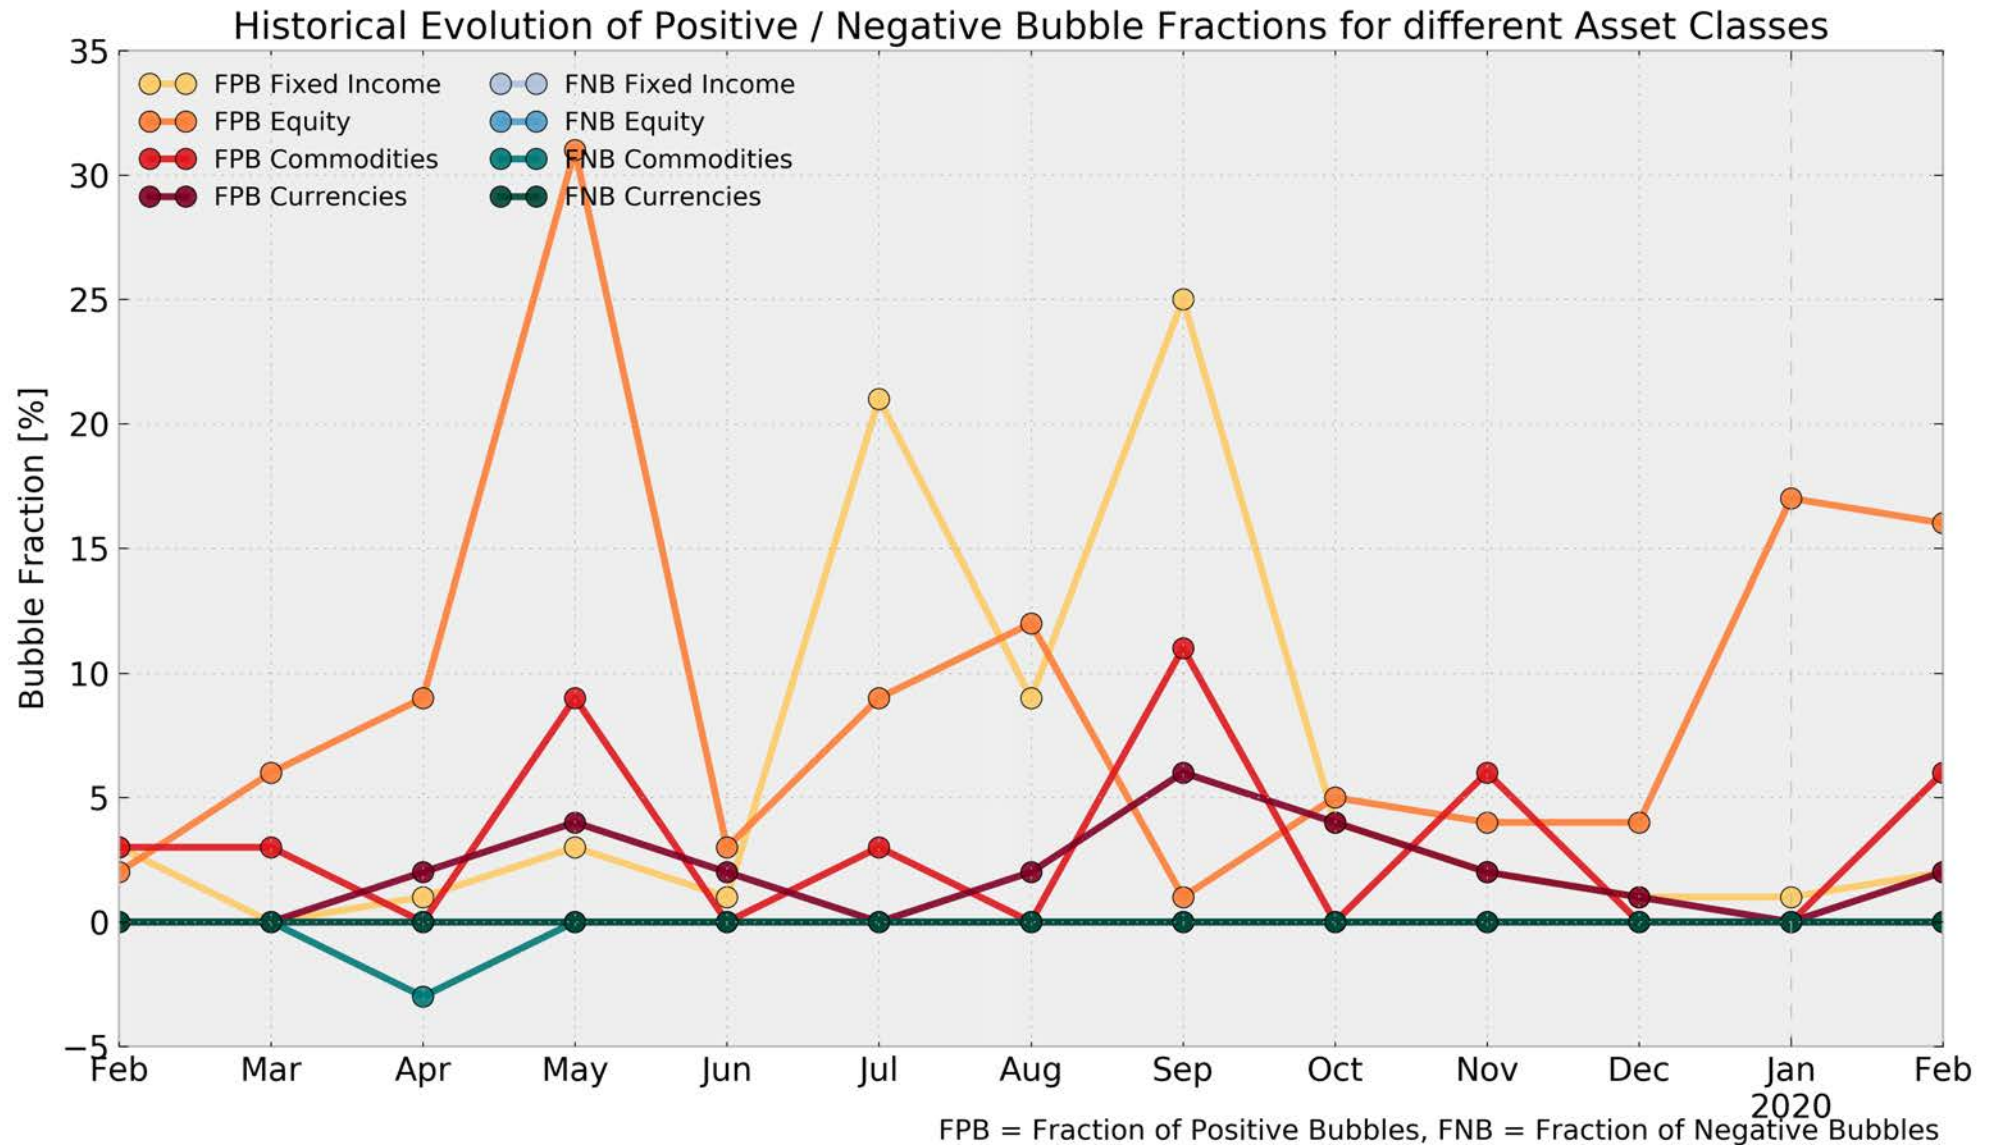 Historical Evolution of Positive / Negative Bubble Fractions for different Asset Classes
35
30
25
20
15
10
5
0
−5
Bubble Fraction [%]
FPB Fixed Income
FPB Equity
FPB Commodities
FPB Currencies
FNB Fixed Income
FNB Equity
FNB Commodities
FNB Currencies
Feb Mar Apr May Jun Jul Aug Sep Oct Nov Dec Jan Feb
2020
FPB = Fraction of Positive Bubbles, FNB = Fraction of Negative Bubbles